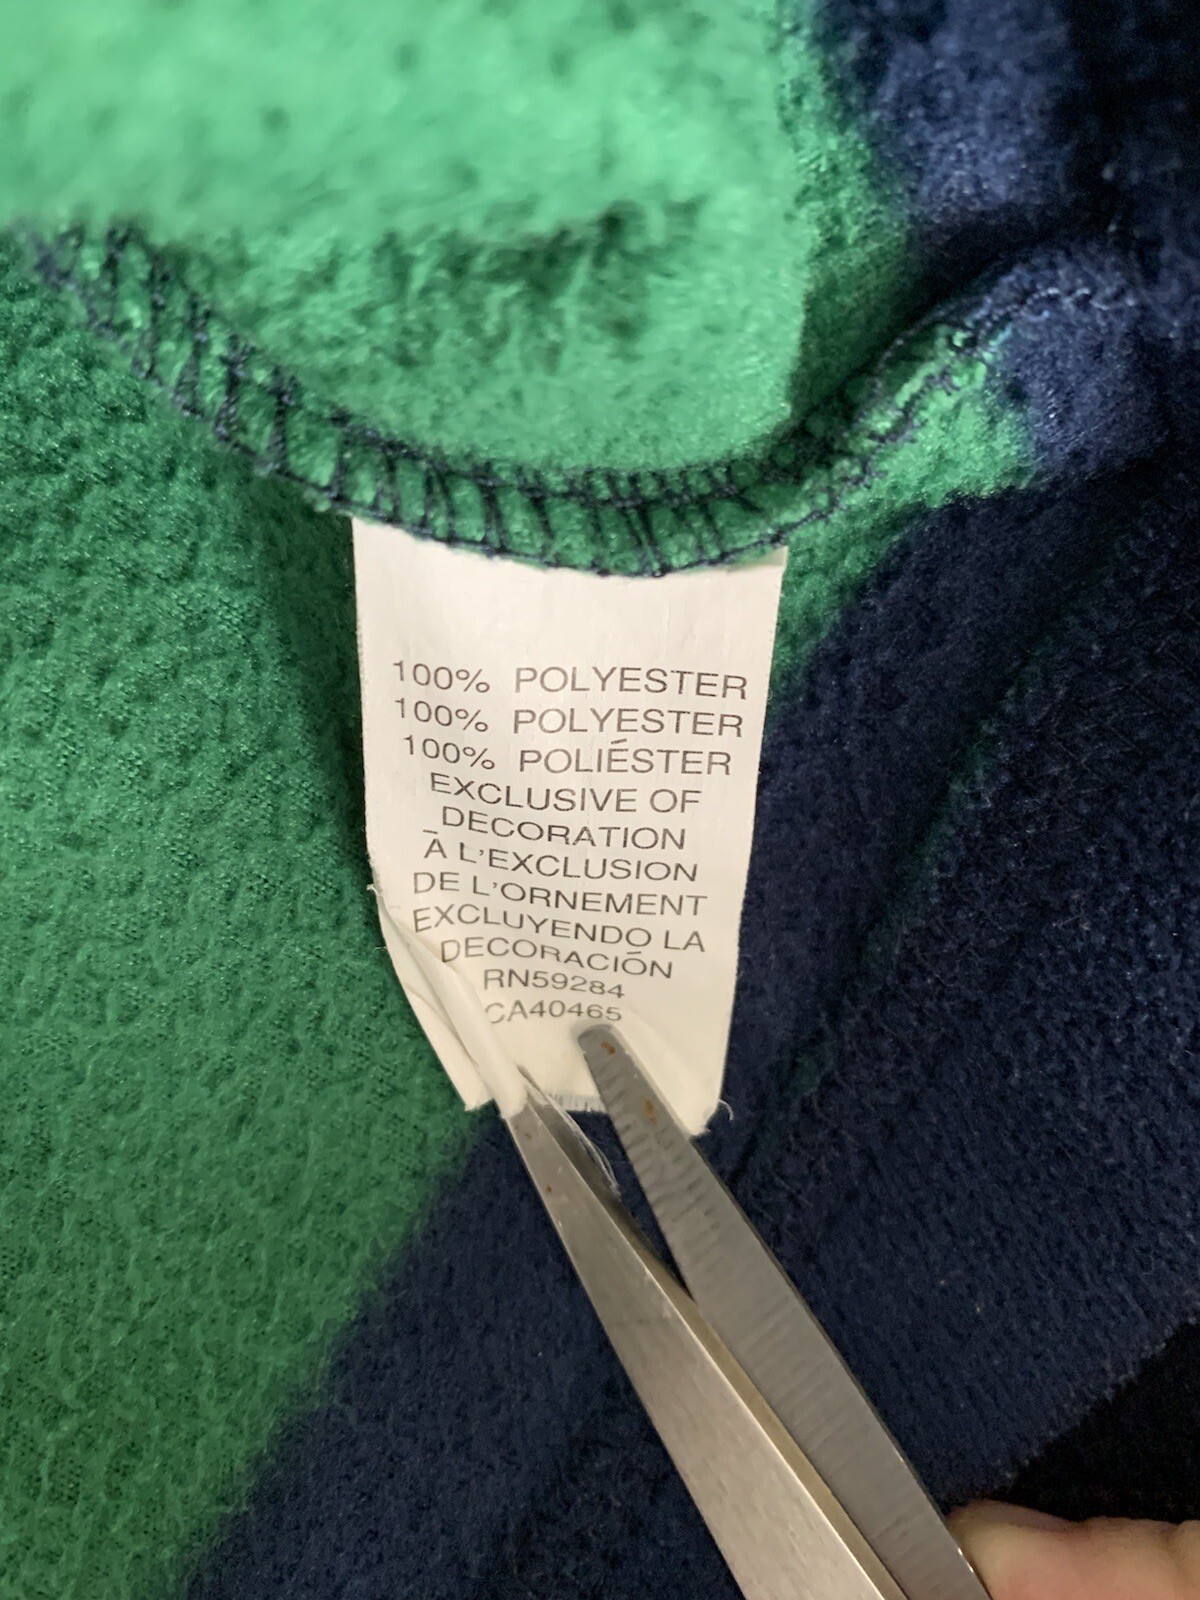 100% POLYESTER
100% POLYESTER
100% POLIÉSTER
EXCLUSIVE OF
DECORATION
À L'EXCLUSION
DE L'ORNEMENT
EXCLUYENDO LA
DECORACIÓN
RN59284
CA40465